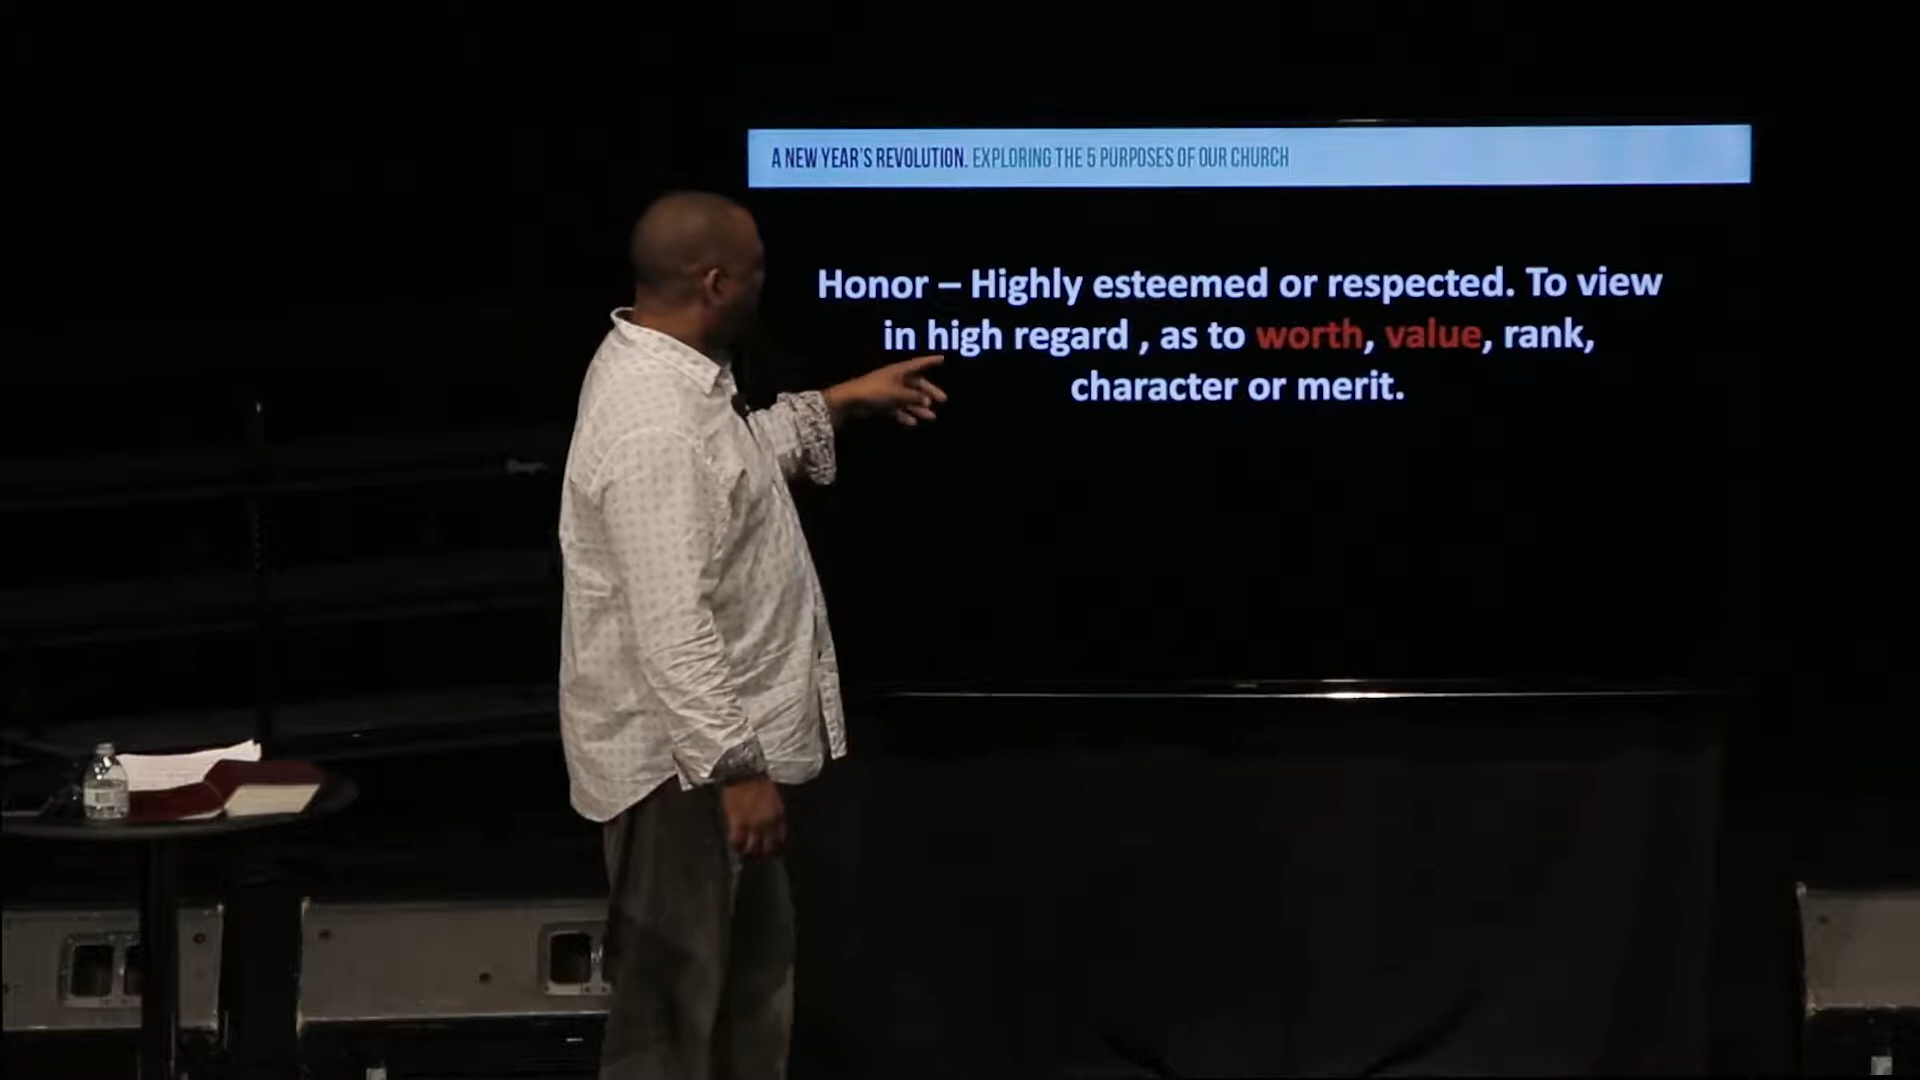 A NEW YEAR'S REVOLUTION. EXPLORING THE 5 PURPOSES OF OUR CHURCH
Honor – Highly esteemed or respected. To view
in high regard , as to worth, value, rank,
character or merit.